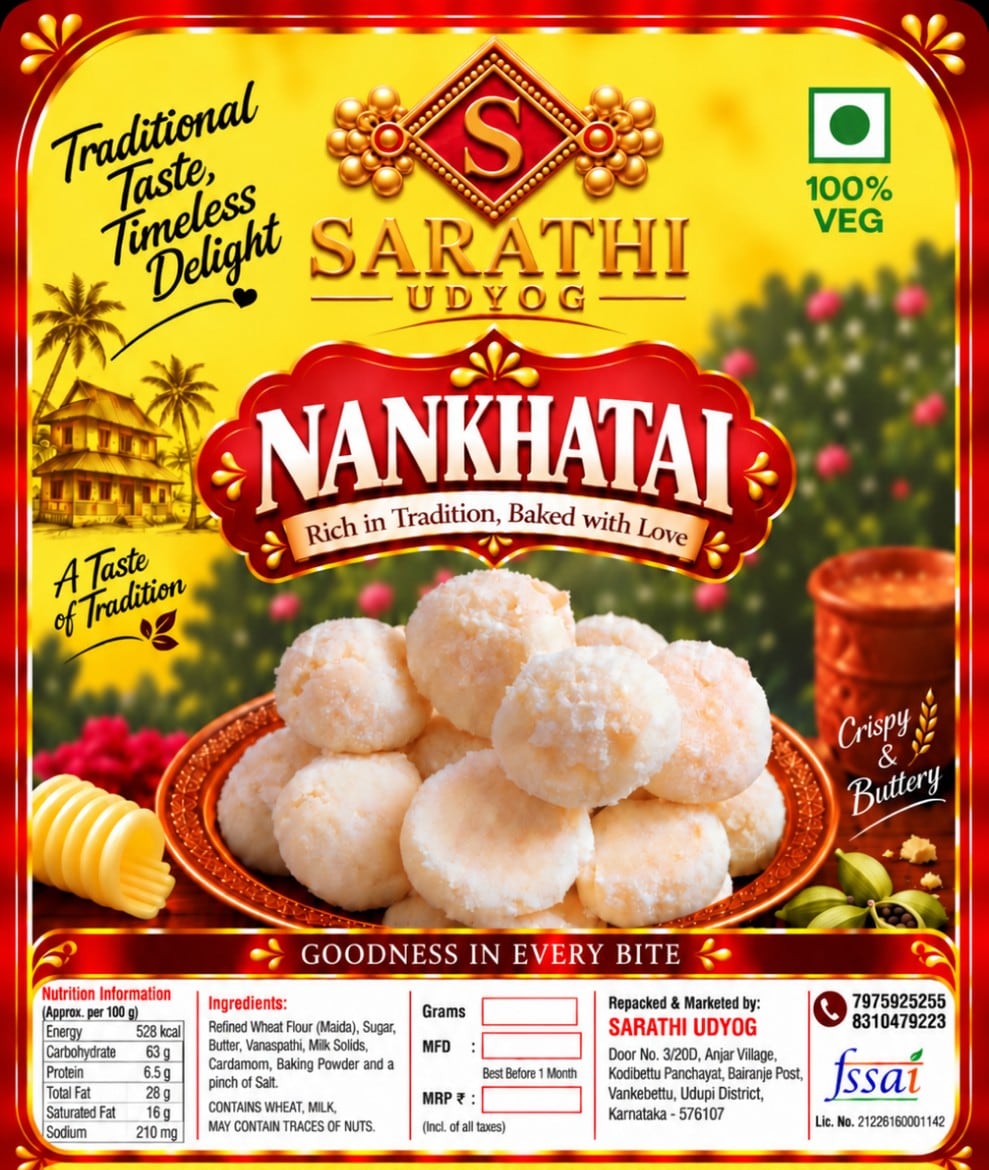 Traditional
Taste,
Timeless
Delight
S
SARATHI
UDYOG
100%
VEG
NANKHATAI
Rich in Tradition, Baked with Love
A Taste
of Tradition
Crispy
&
Buttery
GOODNESS IN EVERY BITE
Nutrition Information
(Approx. per 100 g)
Energy 528 kcal
Carbohydrate 63 g
Protein 6.5 g
Total Fat 28 g
Saturated Fat 16 g
Sodium 210 mg
Ingredients:
Refined Wheat Flour (Maida), Sugar,
Butter, Vanaspathi, Milk Solids,
Cardamom, Baking Powder and a
pinch of Salt.
CONTAINS WHEAT, MILK,
MAY CONTAIN TRACES OF NUTS.
Grams
MFD :
Best Before 1 Month
MRP ₹ :
(Incl. of all taxes)
Repacked & Marketed by:
SARATHI UDYOG
Door No. 3/20D, Anjar Village,
Kodibettu Panchayat, Bairanje Post,
Vankebettu, Udupi District,
Karnataka - 576107
7975925255
8310479223
fssai
Lic. No. 21226160001142